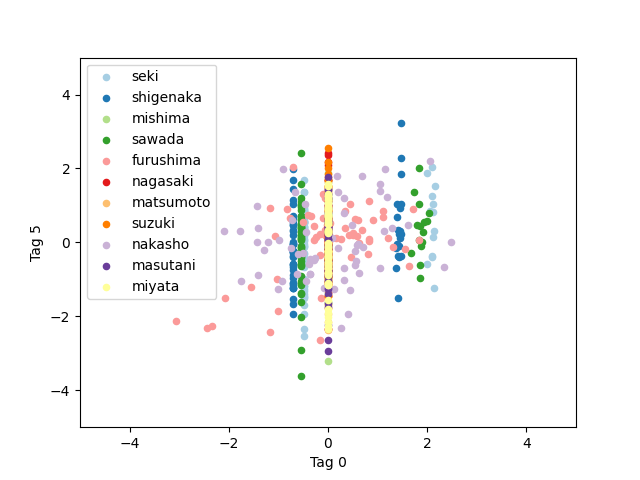 seki
shigenaka
mishima
sawada
furushima
nagasaki
matsumoto
suzuki
nakasho
masutani
miyata
4
2
0
−2
−4
Tag 5
−4 −2 0 2 4
Tag 0